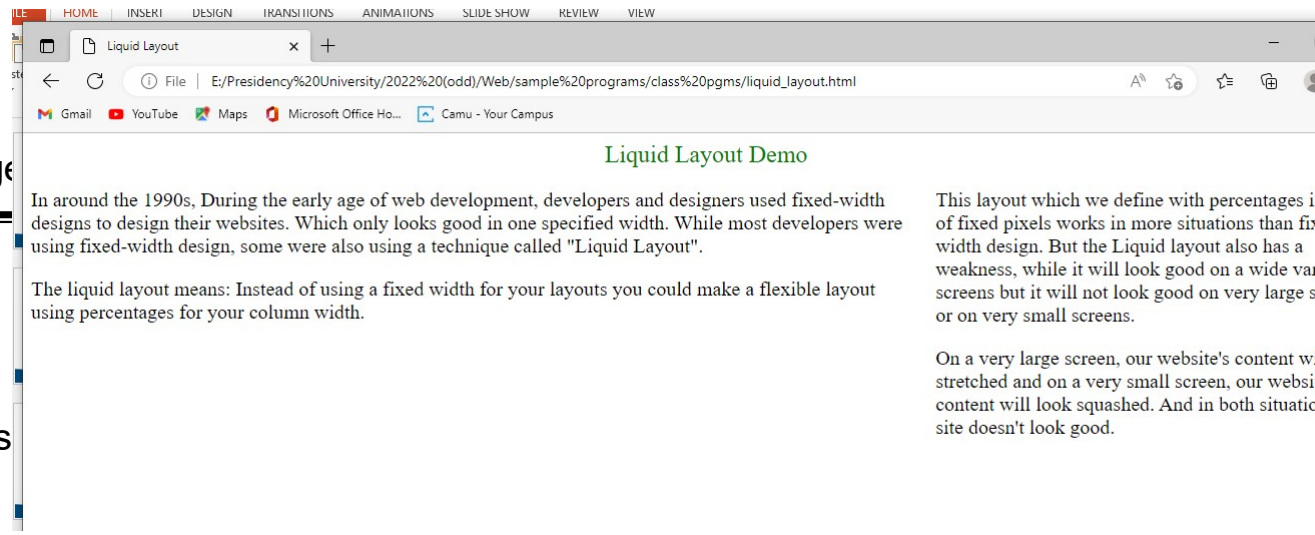 HOME INSERT DESIGN TRANSITIONS ANIMATIONS SLIDE SHOW REVIEW VIEW
Liquid Layout
File | E:/Presidency%20University/2022%20(odd)/Web/sample%20programs/class%20pgms/liquid_layout.html
Gmail YouTube Maps Microsoft Office Ho... Camu - Your Campus
Liquid Layout Demo
In around the 1990s, During the early age of web development, developers and designers used fixed-width
designs to design their websites. Which only looks good in one specified width. While most developers were
using fixed-width design, some were also using a technique called "Liquid Layout".
The liquid layout means: Instead of using a fixed width for your layouts you could make a flexible layout
using percentages for your column width.
This layout which we define with percentages
of fixed pixels works in more situations than
width design. But the Liquid layout also has a
weakness, while it will look good on a wide
screens but it will not look good on very large
or on very small screens.
On a very large screen, our website's content
stretched and on a very small screen, our
content will look squashed. And in both
site doesn't look good.